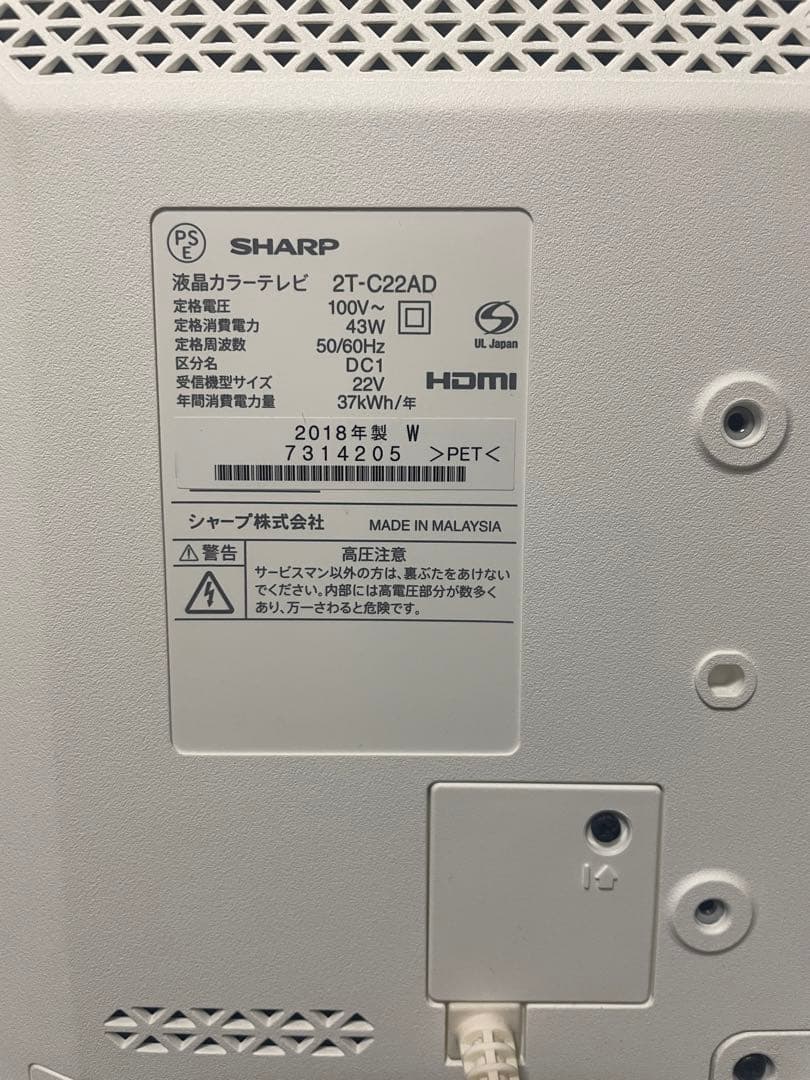 PSE SHARP
液晶カラーテレビ 2T-C22AD
定格電圧 100V～
定格消費電力 43W
定格周波数 50/60Hz
区分名 DC1
受信機型サイズ 22V
年間消費電力量 37kWh/年
S
UL Japan
HDMI
2018年製 W
7314205 >PET<
シャープ株式会社 MADE IN MALAYSIA
⚠警告 高圧注意
サービスマン以外の方は、裏ぶたをあけない
でください。内部には高電圧部分が数多く
あり、万一さわると危険です。